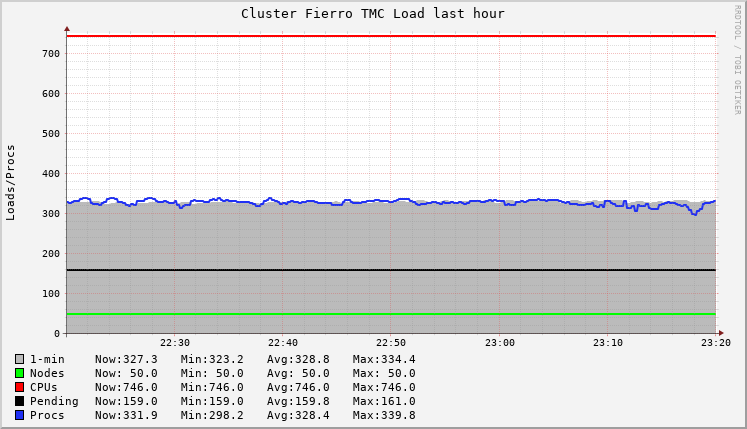 Cluster Fierro TMC Load last hour
RRDTOOL / TOBI OETIKER
Loads/Procs
700
600
500
400
300
200
100
0
22:30 22:40 22:50 23:00 23:10 23:20
1-min Now:327.3 Min:323.2 Avg:328.8 Max:334.4
Nodes Now: 50.0 Min: 50.0 Avg: 50.0 Max: 50.0
CPUs Now:746.0 Min:746.0 Avg:746.0 Max:746.0
Pending Now:159.0 Min:159.0 Avg:159.8 Max:161.0
Procs Now:331.9 Min:298.2 Avg:328.4 Max:339.8